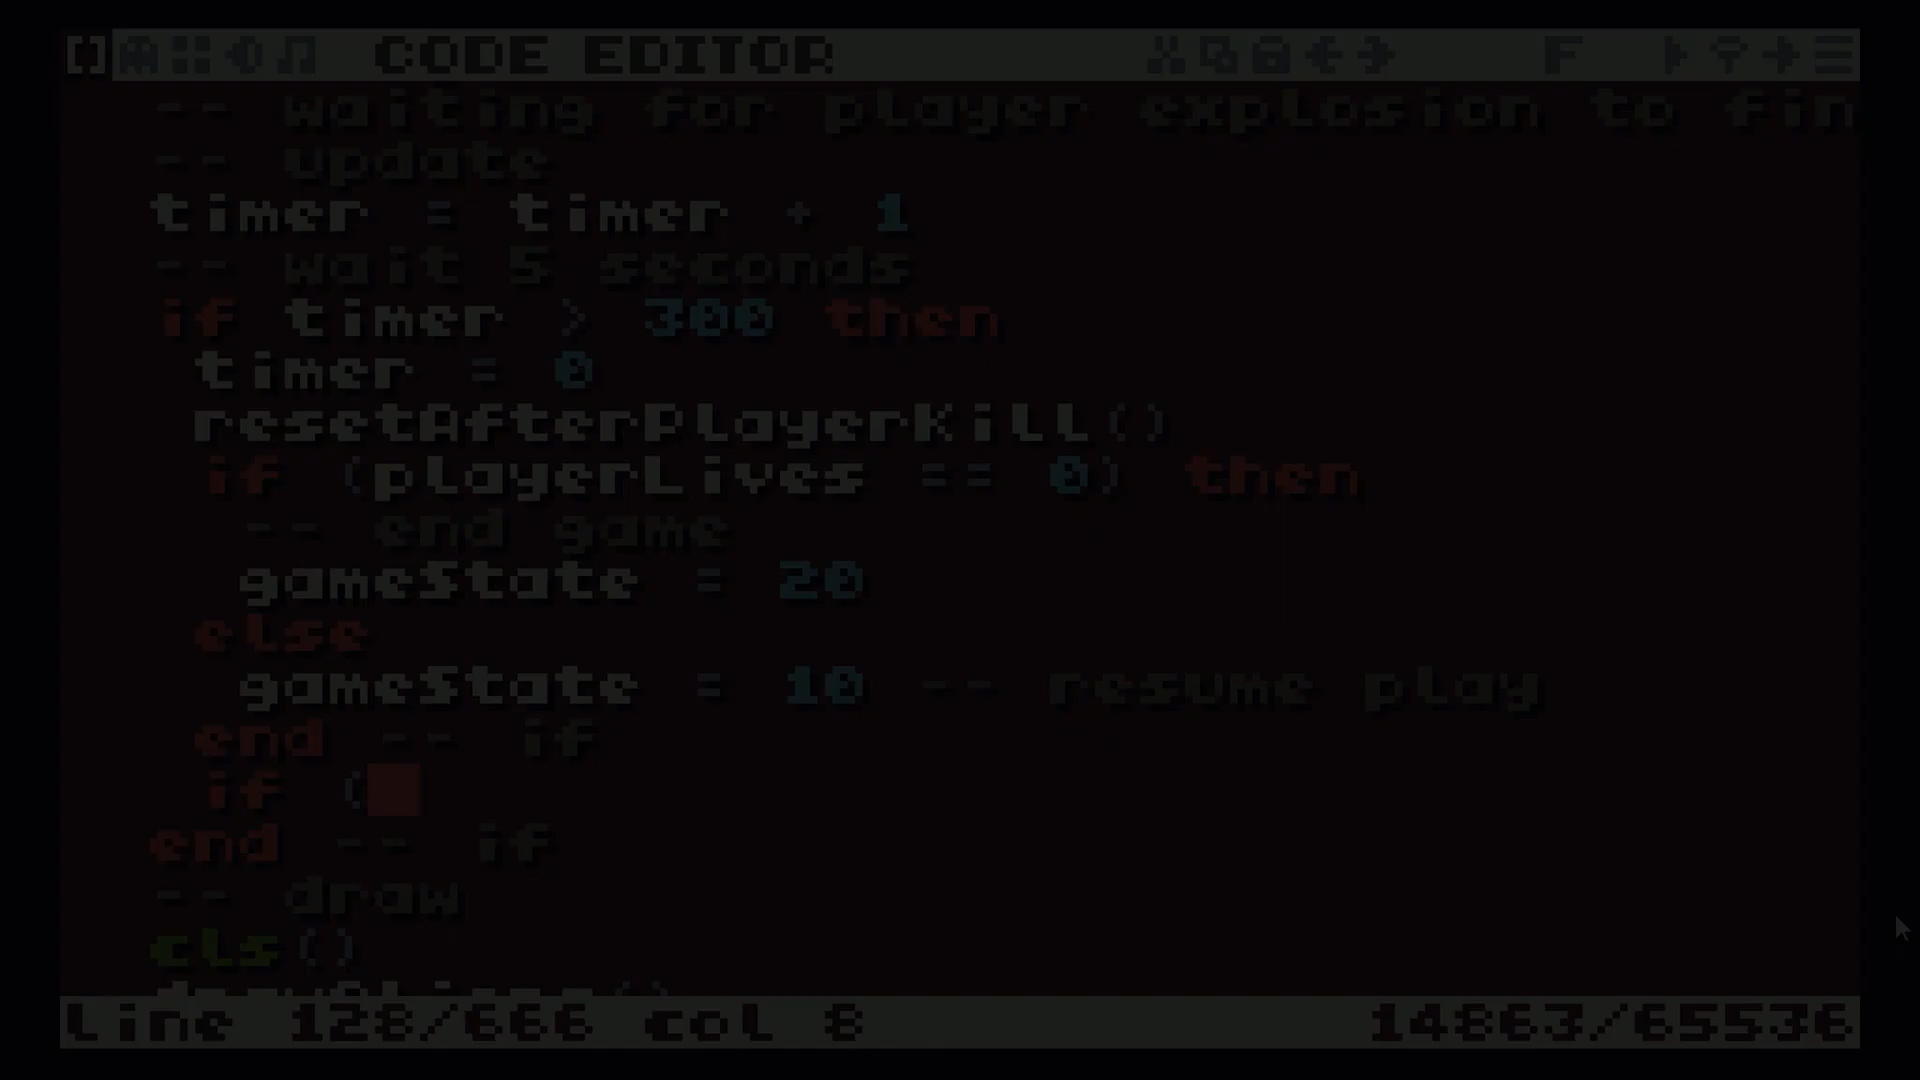 CODE EDITOR F
-- waiting for player explosion to fin
-- update
timer = timer + 1
-- wait 5 seconds
if timer > 300 then
timer = 0
resetAfterPlayerKill()
if (playerLives == 0) then
-- end game
gameState = 20
else
gameState = 10 -- resume play
end -- if
if (
end -- if
-- draw
cls()
Line 128/666 col 8 14863/65536